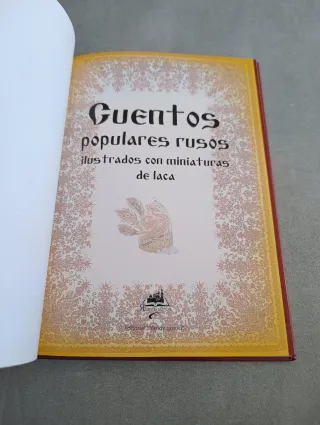 Cuentos
populares rusos
ilustrados con miniaturas
de laca